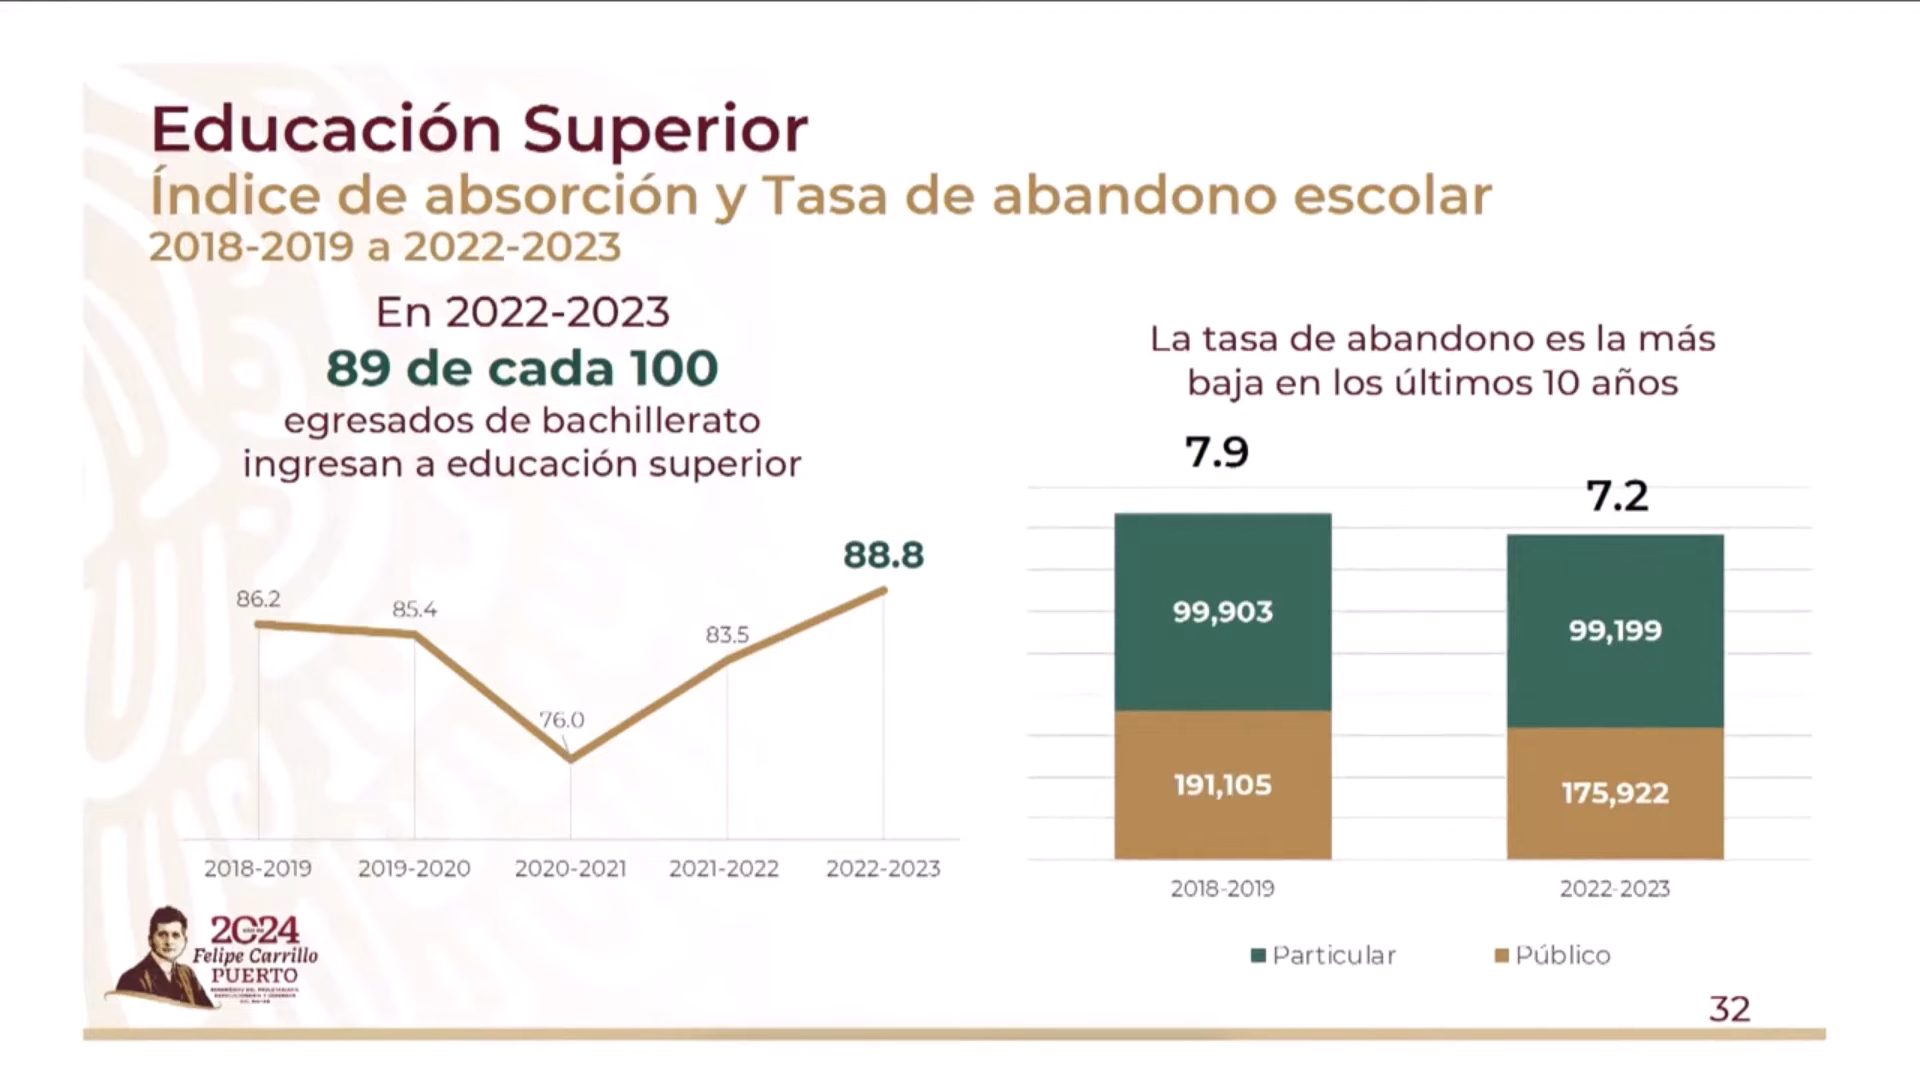 Educación Superior
Índice de absorción y Tasa de abandono escolar
2018-2019 a 2022-2023
En 2022-2023
89 de cada 100
egresados de bachillerato
ingresan a educación superior
86.2
85.4
76.0
83.5
88.8
2018-2019
2019-2020
2020-2021
2021-2022
2022-2023
La tasa de abandono es la más
baja en los últimos 10 años
7.9
7.2
99,903
99,199
191,105
175,922
2018-2019
2022-2023
Particular
Público
2024
Felipe Carrillo
PUERTO
32